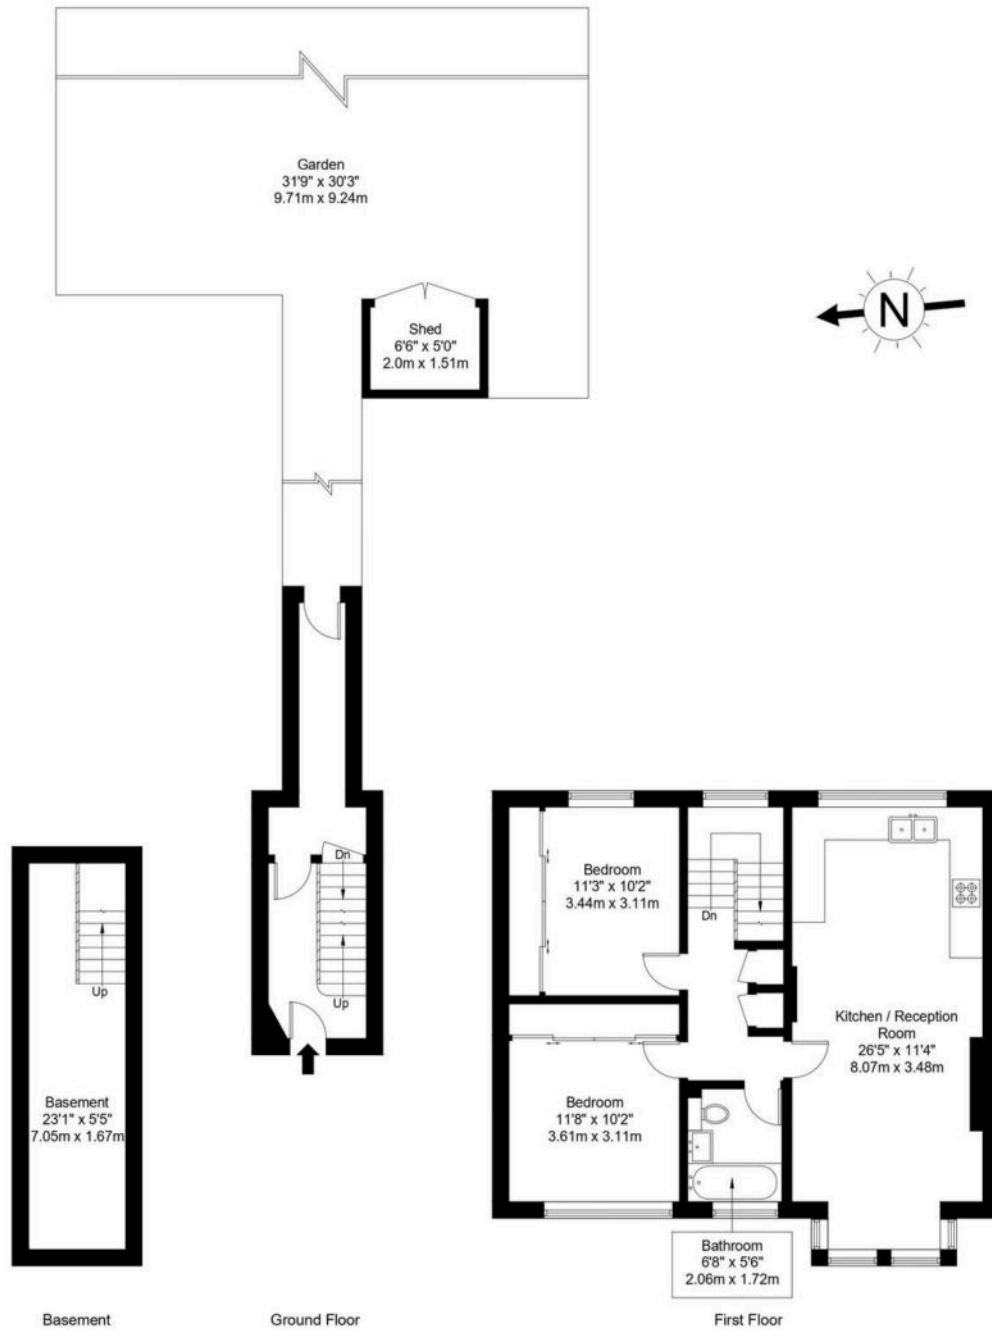 Garden
31'9" x 30'3"
9.71m x 9.24m
N
Shed
6'6" x 5'0"
2.0m x 1.51m
Dn
Up
Up
Basement
23'1" x 5'5"
7.05m x 1.67m
Bedroom
11'3" x 10'2"
3.44m x 3.11m
Dn
Kitchen / Reception
Room
26'5" x 11'4"
8.07m x 3.48m
Bedroom
11'8" x 10'2"
3.61m x 3.11m
Bathroom
6'8" x 5'6"
2.06m x 1.72m
Basement
Ground Floor
First Floor